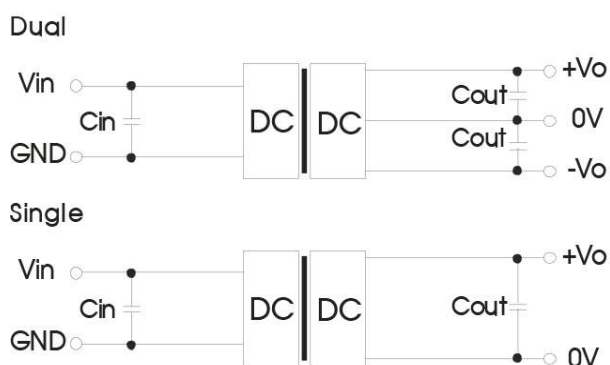 Dual
Vin
+Vo
Cout
Cin
DC DC
0V
Cout
GND
-Vo
Single
Vin
+Vo
Cin
DC DC
Cout
GND
0V